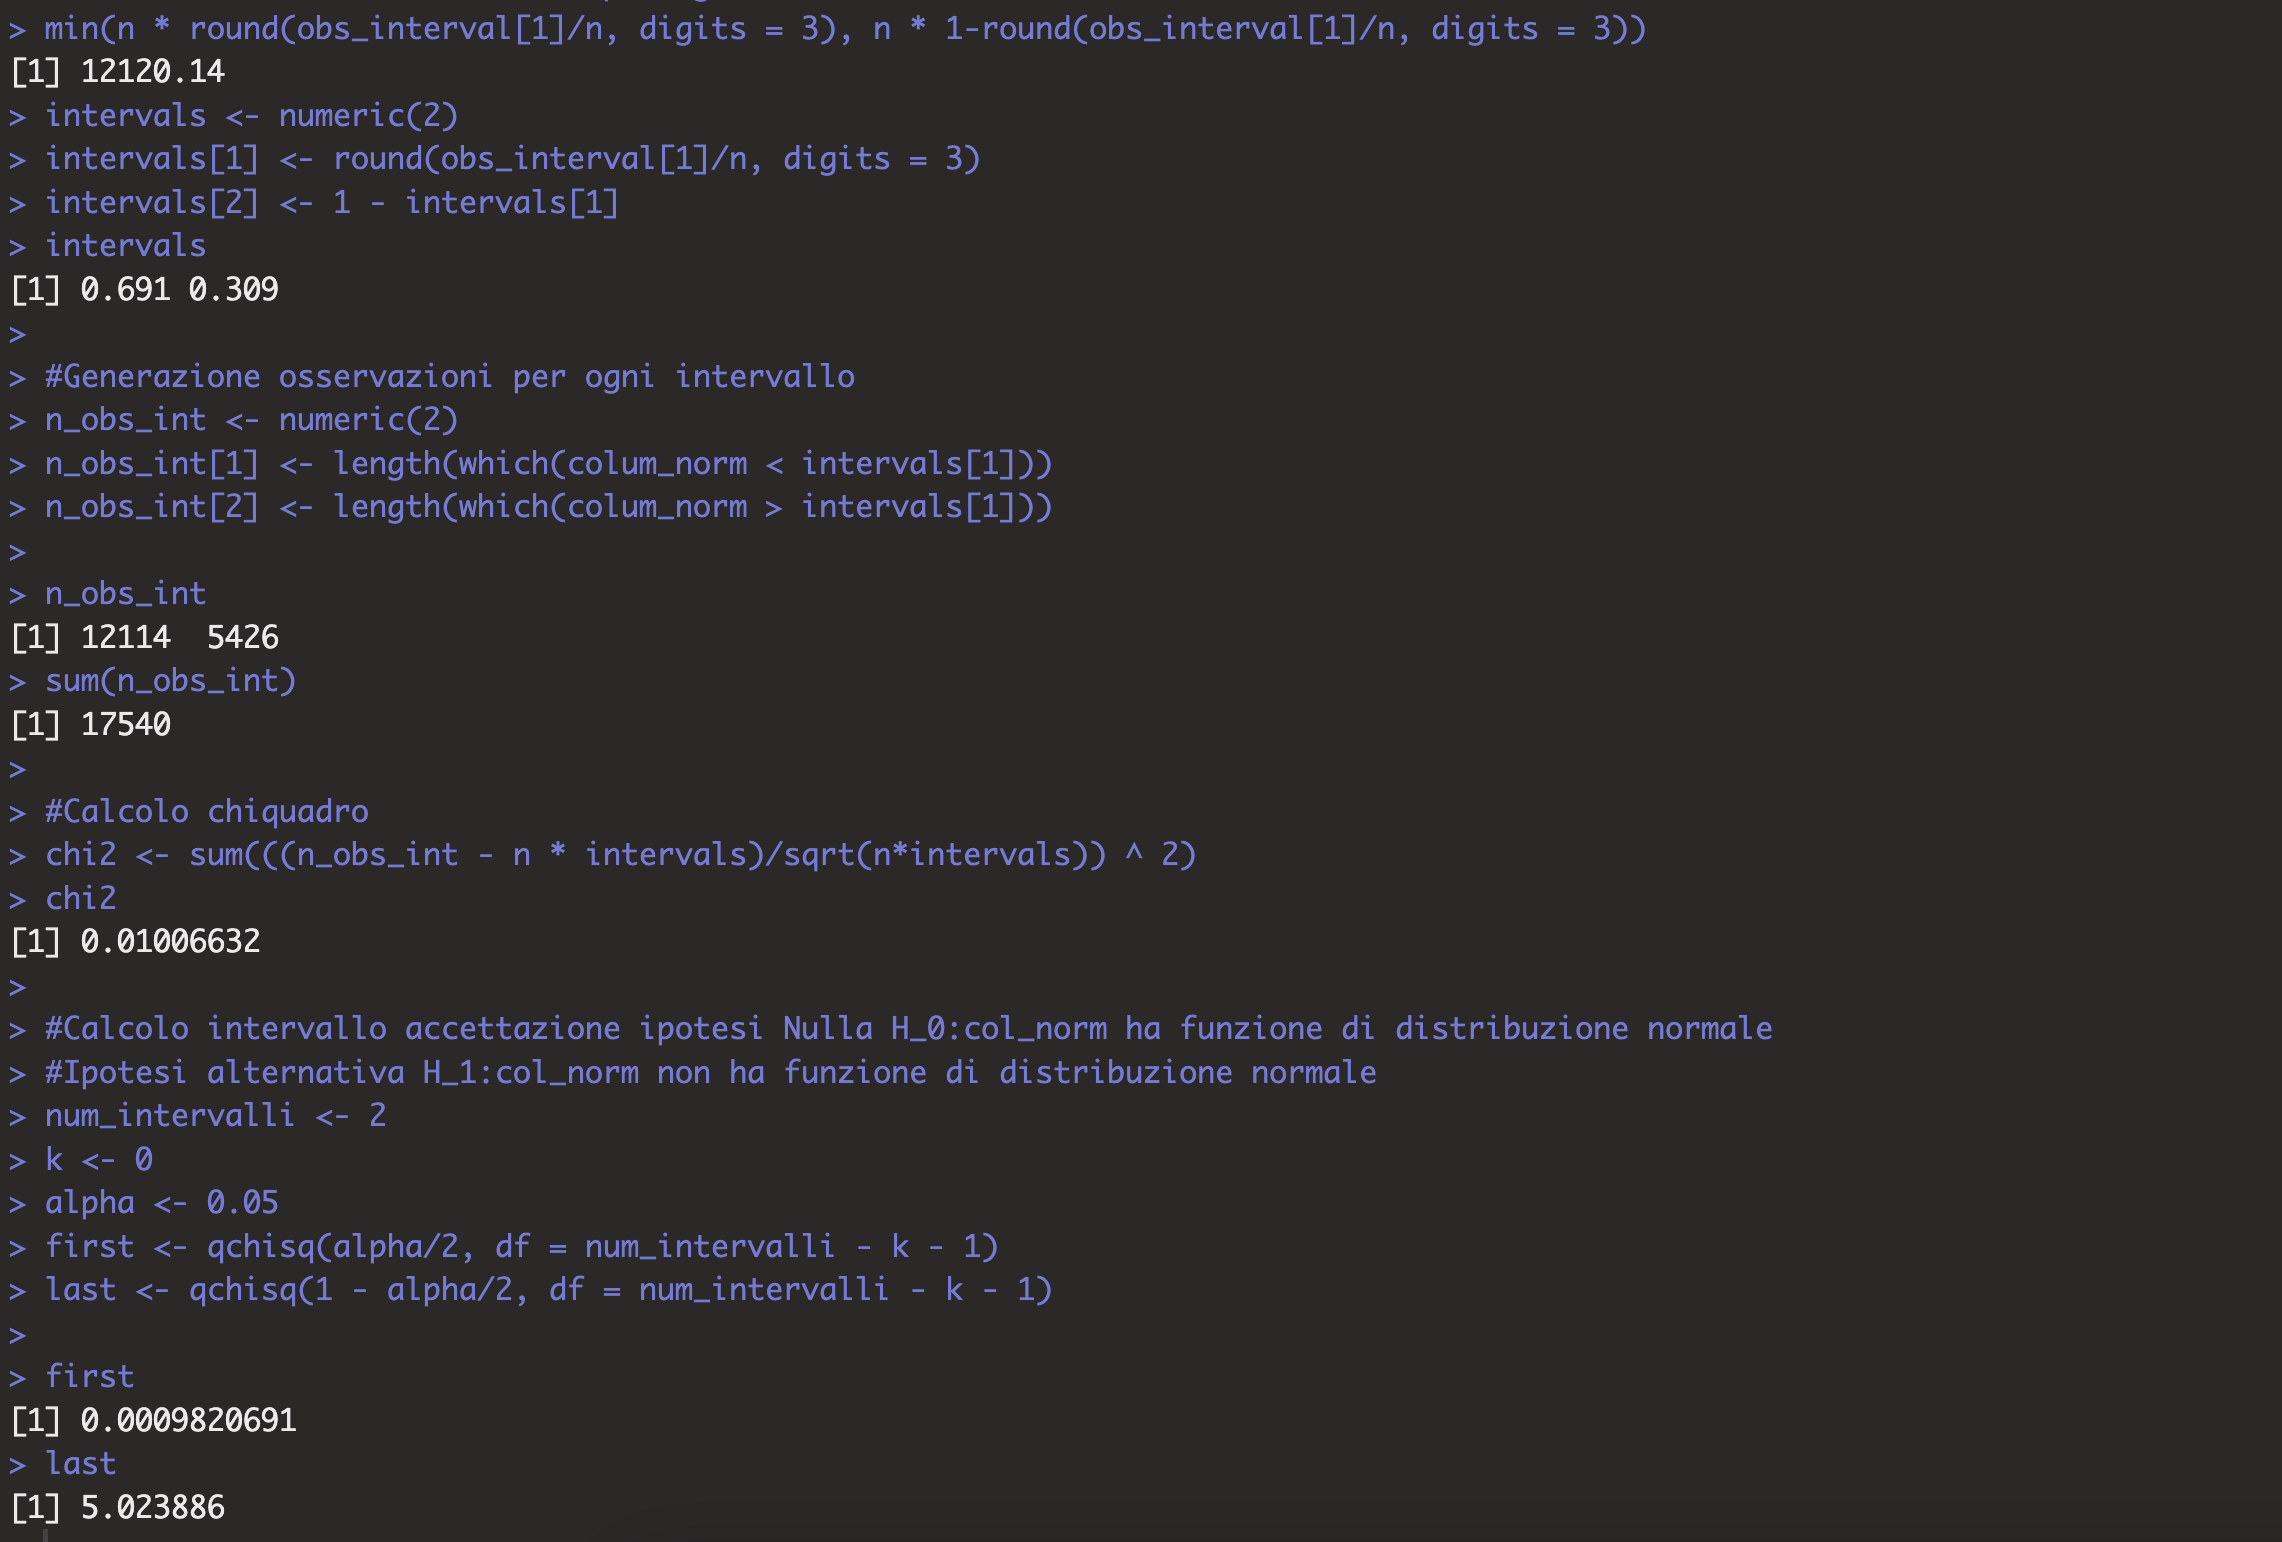 > min(n * round(obs_interval[1]/n, digits = 3), n * 1-round(obs_interval[1]/n, digits = 3))
[1] 12120.14
> intervals <- numeric(2)
> intervals[1] <- round(obs_interval[1]/n, digits = 3)
> intervals[2] <- 1 - intervals[1]
> intervals
[1] 0.691 0.309
>
> #Generazione osservazioni per ogni intervallo
> n_obs_int <- numeric(2)
> n_obs_int[1] <- length(which(colum_norm < intervals[1]))
> n_obs_int[2] <- length(which(colum_norm > intervals[1]))
>
> n_obs_int
[1] 12114  5426
> sum(n_obs_int)
[1] 17540
>
> #Calcolo chiquadro
> chi2 <- sum(((n_obs_int - n * intervals)/sqrt(n*intervals)) ^ 2)
> chi2
[1] 0.01006632
>
> #Calcolo intervallo accettazione ipotesi Nulla H_0:col_norm ha funzione di distribuzione normale
> #Ipotesi alternativa H_1:col_norm non ha funzione di distribuzione normale
> num_intervalli <- 2
> k <- 0
> alpha <- 0.05
> first <- qchisq(alpha/2, df = num_intervalli - k - 1)
> last <- qchisq(1 - alpha/2, df = num_intervalli - k - 1)
>
> first
[1] 0.0009820691
> last
[1] 5.023886